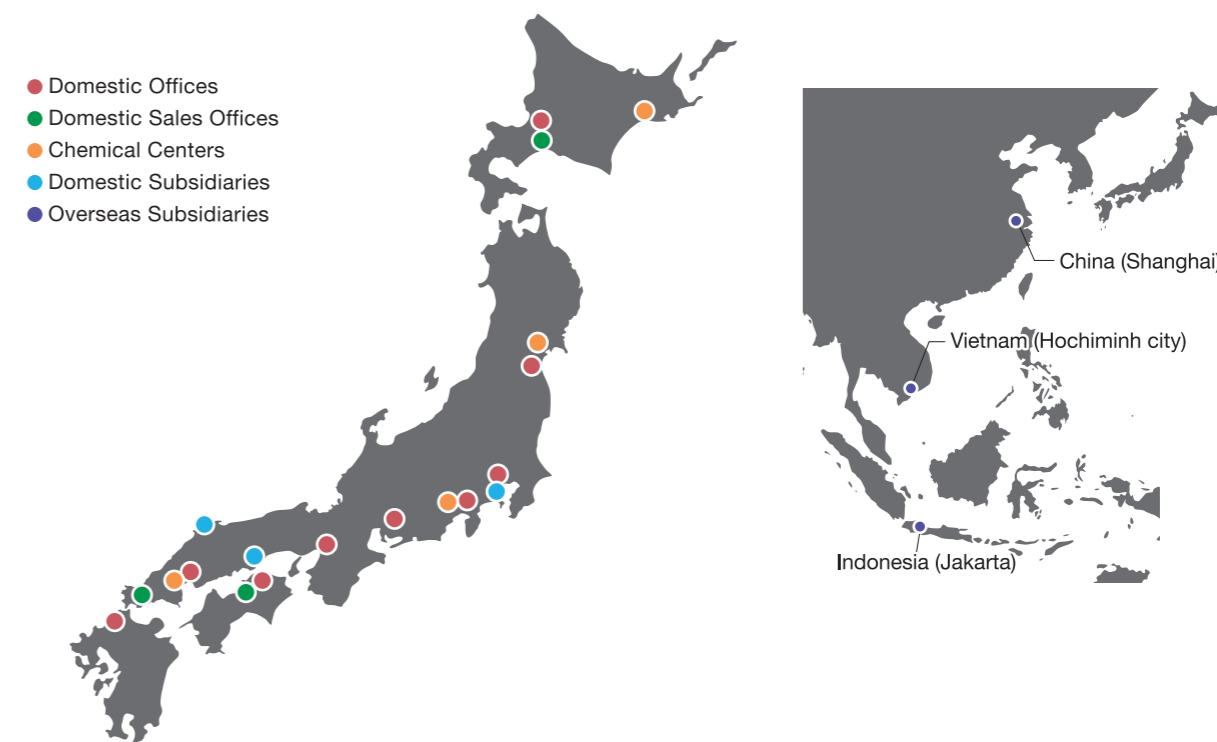 Domestic Offices
Domestic Sales Offices
Chemical Centers
Domestic Subsidiaries
Overseas Subsidiaries
China (Shanghai)
Vietnam (Hochiminh city)
Indonesia (Jakarta)